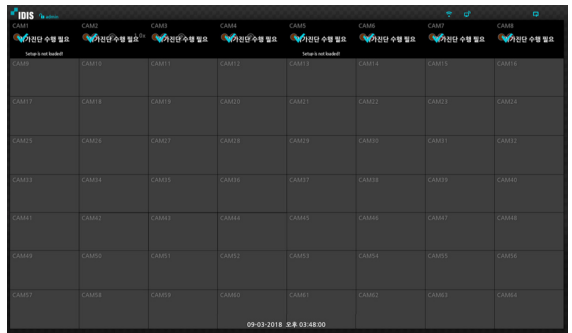 IDIS admin
CAM1 CAM2 CAM3 CAM4 CAM5 CAM6 CAM7 CAM8
자가진단 수행 필요 자가진단 수행 필요 자가진단 수행 필요 자가진단 수행 필요 자가진단 수행 필요 자가진단 수행 필요 자가진단 수행 필요 자가진단 수행 필요
Setup is not loaded! Setup is not loaded!
CAM9 CAM10 CAM11 CAM12 CAM13 CAM14 CAM15 CAM16
CAM17 CAM18 CAM19 CAM20 CAM21 CAM22 CAM23 CAM24
CAM25 CAM26 CAM27 CAM28 CAM29 CAM30 CAM31 CAM32
CAM33 CAM34 CAM35 CAM36 CAM37 CAM38 CAM39 CAM40
CAM41 CAM42 CAM43 CAM44 CAM45 CAM46 CAM47 CAM48
CAM49 CAM50 CAM51 CAM52 CAM53 CAM54 CAM55 CAM56
CAM57 CAM58 CAM59 CAM60 CAM61 CAM62 CAM63 CAM64
09-03-2018 오후 03:48:00